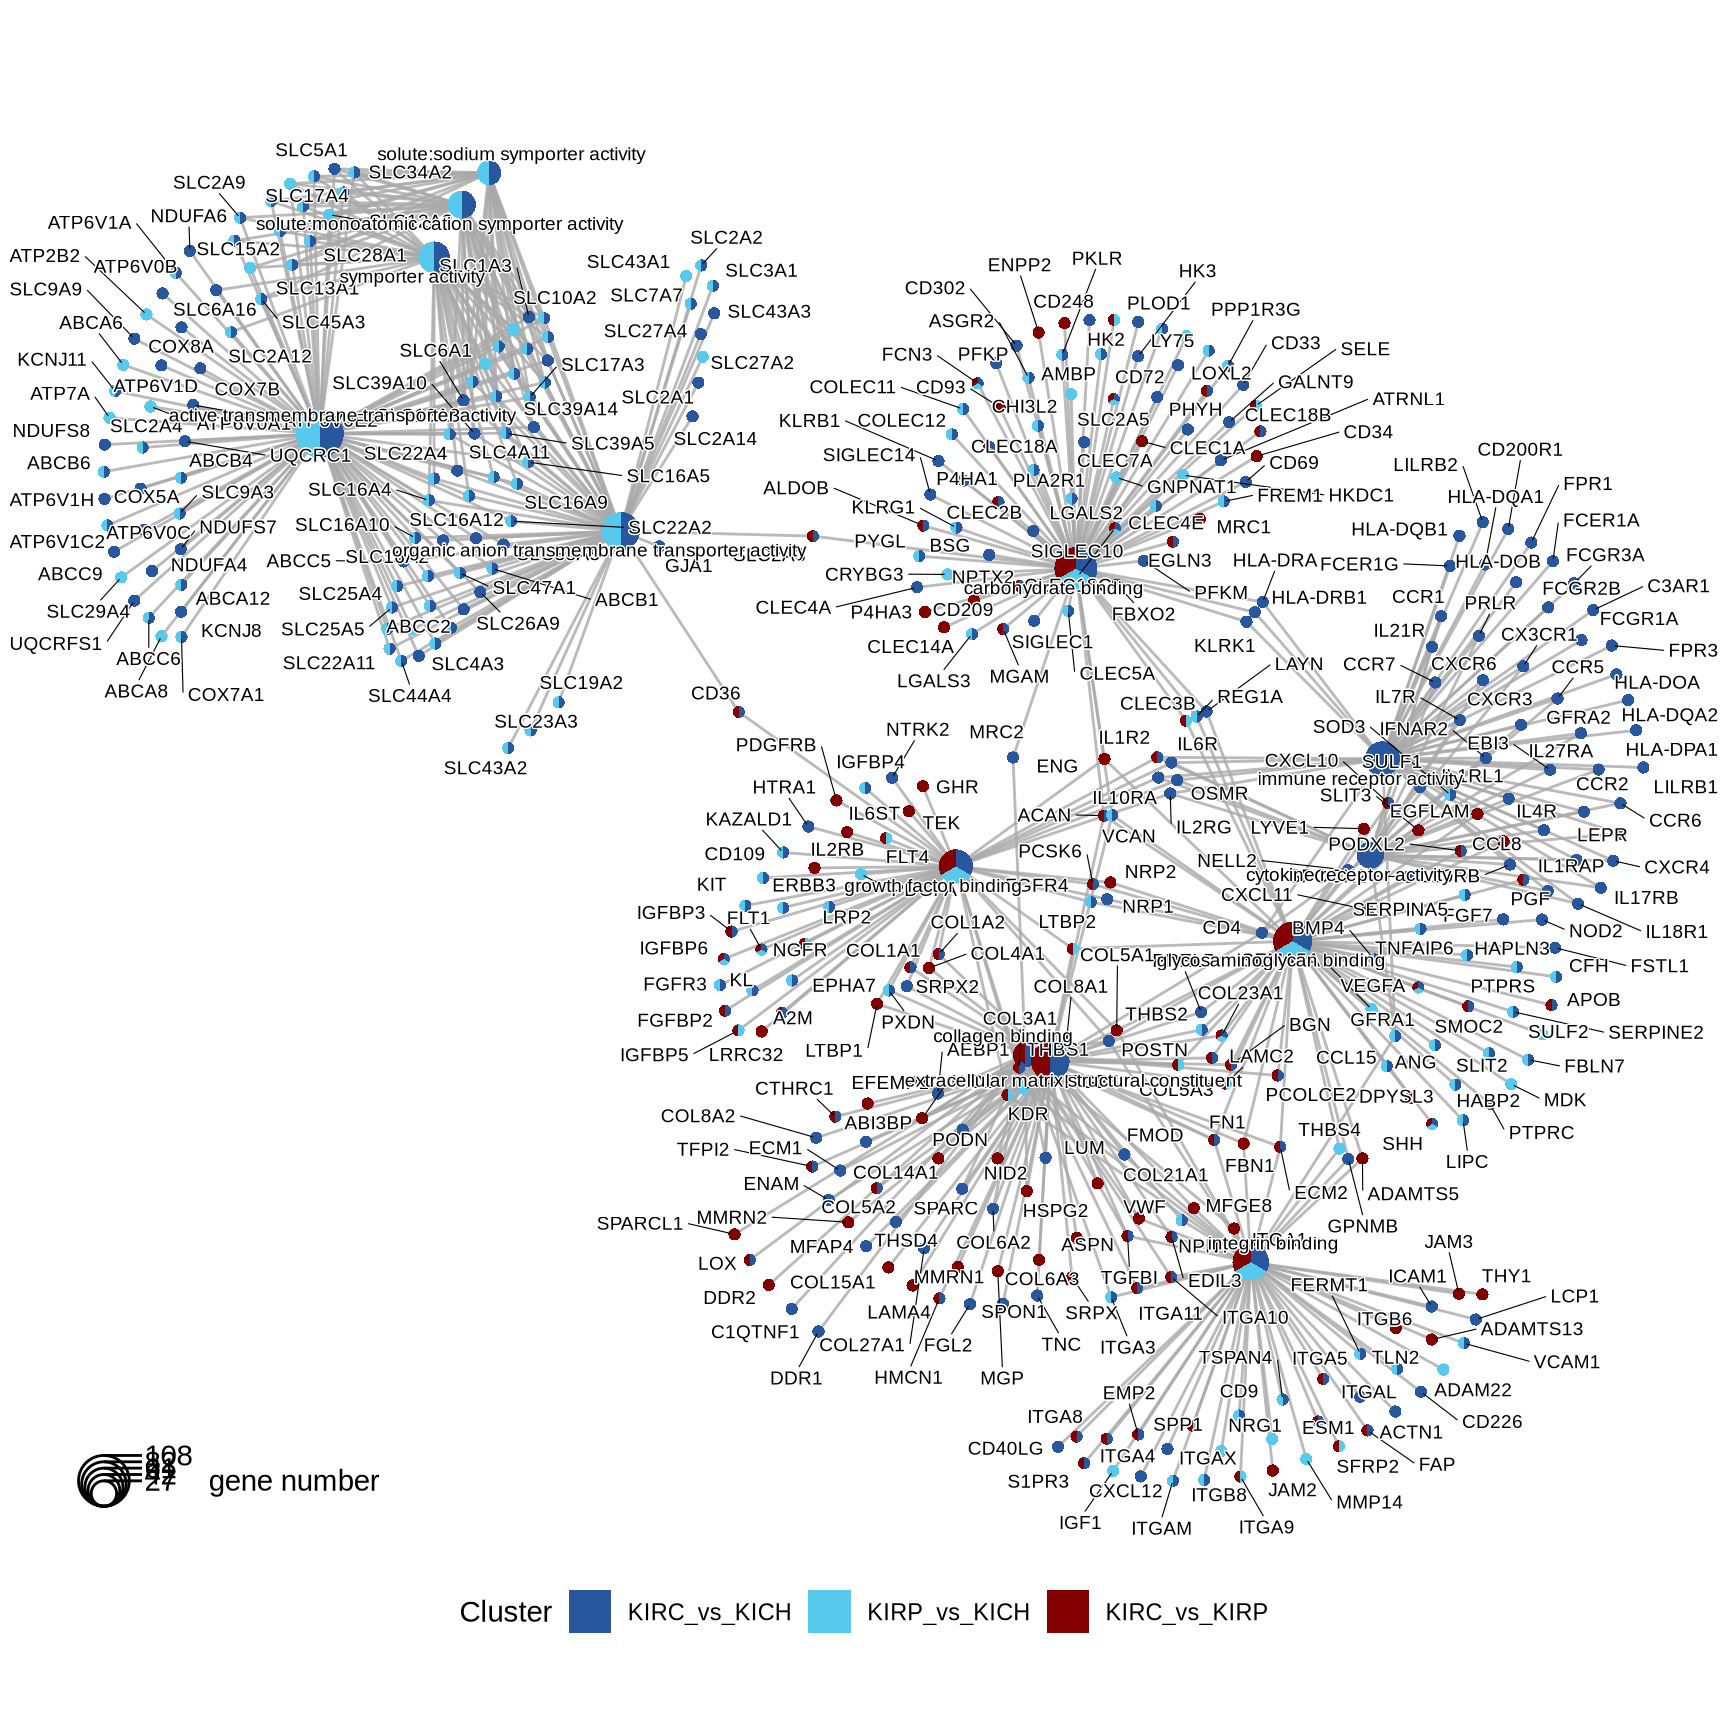 SLC5A1
solute:sodium symporter activity
SLC34A2
SLC2A9
SLC17A4
NDUFA6
ATP6V1A
solute:monoatomic cation symporter activity
SLC2A2
ATP2B2
SLC15A2
SLC28A1
SLC43A1
SLC3A1
ATP6V0B
SLC1A3
symporter activity
SLC9A9
SLC13A1
SLC10A2
SLC7A7
SLC6A16
SLC43A3
ABCA6
SLC45A3
SLC27A4
COX8A
SLC2A12
SLC6A1
KCNJ11
SLC17A3
SLC27A2
ATP7A
ATP6V1D
COX7B
SLC39A10
SLC2A1
SLC39A14
active transmembrane transporter activity
SLC2A4
NDUFS8
SLC2A14
SLC39A5
ABCB6
ABCB4
UQCRC1
SLC22A4
SLC4A11
SLC16A5
ATP6V1H
COX5A
SLC9A3
SLC16A4
SLC16A9
ATP6V0C
NDUFS7
SLC16A10
SLC16A12
SLC22A2
ATP6V1C2
organic anion transmembrane transporter activity
ABCC5
GJA1
ABCC9
NDUFA4
SLC47A1
SLC29A4
ABCA12
SLC25A4
ABCB1
UQCRFS1
KCNJ8
SLC25A5
ABCC2
SLC26A9
ABCC6
SLC22A11
SLC4A3
ABCA8
COX7A1
SLC44A4
SLC19A2
SLC23A3
SLC43A2
CD36
ENPP2
PKLR
HK3
CD302
CD248
PLOD1
PPP1R3G
ASGR2
HK2
LY75
CD33
SELE
FCN3
PFKP
AMBP
CD72
LOXL2
GALNT9
COLEC11
CD93
CHI3L2
SLC2A5
PHYH
CLEC18B
ATRNL1
KLRB1
COLEC12
CLEC18A
CLEC1A
CD34
SIGLEC14
P4HA1
PLA2R1
CLEC7A
GNPNAT1
CD69
ALDOB
FREM1
HKDC1
KLRG1
CLEC2B
LGALS2
CLEC4E
MRC1
PYGL
BSG
SIGLEC10
EGLN3
CRYBG3
NPTX2
carbohydrate binding
PFKM
CLEC4A
P4HA3
CD209
FBXO2
CLEC14A
SIGLEC1
KLRK1
LGALS3
MGAM
CLEC5A
LAYN
CLEC3B
REG1A
CD200R1
LILRB2
HLA-DQA1
FPR1
HLA-DQB1
FCER1A
HLA-DRA
FCER1G
HLA-DOB
FCGR3A
HLA-DRB1
CCR1
PRLR
FCGR2B
C3AR1
IL21R
CX3CR1
FCGR1A
CCR7
CXCR6
CCR5
FPR3
IL7R
CXCR3
HLA-DOA
SOD3
IFNAR2
GFRA2
HLA-DQA2
EBI3
IL27RA
HLA-DPA1
CXCL10
SULF1
immune receptor activity
CCR2
LILRB1
SLIT3
EGFLAM
IL4R
CCR6
LYVE1
LEPR
PODXL2
CCL8
IL1RAP
CXCR4
NELL2
cytokine receptor activity
IL17RB
CXCL11
SERPINA5
FGF7
PGF
NOD2
IL18R1
CD4
BMP4
TNFAIP6
HAPLN3
CFH
FSTL1
glycosaminoglycan binding
VEGFA
PTPRS
APOB
GFRA1
SMOC2
SULF2
SERPINE2
CCL15
ANG
SLIT2
FBLN7
DPYSL3
HABP2
MDK
SHH
PTPRC
LIPC
MRC2
IL1R2
IL6R
ENG
IL10RA
OSMR
ACAN
VCAN
IL2RG
PCSK6
NRP2
NRP1
LTBP2
PDGFRB
NTRK2
IGFBP4
HTRA1
GHR
KAZALD1
IL6ST
TEK
CD109
IL2RB
FLT4
KIT
ERBB3
growth factor binding
IGFBP3
FLT1
LRP2
COL1A2
IGFBP6
NGFR
COL1A1
COL4A1
COL5A1
FGFR3
KL
EPHA7
SRPX2
COL8A1
COL23A1
FGFBP2
A2M
PXDN
COL3A1
THBS2
BGN
IGFBP5
LRRC32
LTBP1
collagen binding
AEBP1
THBS1
POSTN
LAMC2
extracellular matrix structural constituent
CTHRC1
COL5A3
PCOLCE2
COL8A2
ABI3BP
KDR
FN1
TFPI2
ECM1
PODN
LUM
FMOD
THBS4
ENAM
COL14A1
NID2
COL21A1
FBN1
ECM2
ADAMTS5
SPARCL1
MMRN2
COL5A2
SPARC
HSPG2
VWF
MFGE8
GPNMB
LOX
MFAP4
THSD4
COL6A2
ASPN
integrin binding
DDR2
COL15A1
MMRN1
COL6A3
TGFBI
EDIL3
C1QTNF1
LAMA4
SPON1
SRPX
ITGA11
ITGA10
COL27A1
FGL2
TNC
ITGA3
DDR1
HMCN1
MGP
JAM3
ICAM1
THY1
FERMT1
LCP1
ITGB6
ADAMTS13
TSPAN4
ITGA5
TLN2
VCAM1
EMP2
CD9
ITGAL
ADAM22
ITGA8
SPP1
NRG1
ESM1
ACTN1
CD226
CD40LG
ITGA4
ITGAX
SFRP2
FAP
S1PR3
CXCL12
ITGB8
JAM2
MMP14
IGF1
ITGAM
ITGA9
108
27
gene number
Cluster
KIRC_vs_KICH
KIRP_vs_KICH
KIRC_vs_KIRP